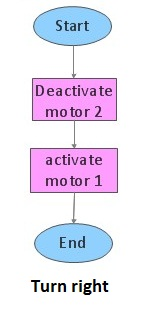 Start
Deactivate
motor 2
activate
motor 1
End
Turn right